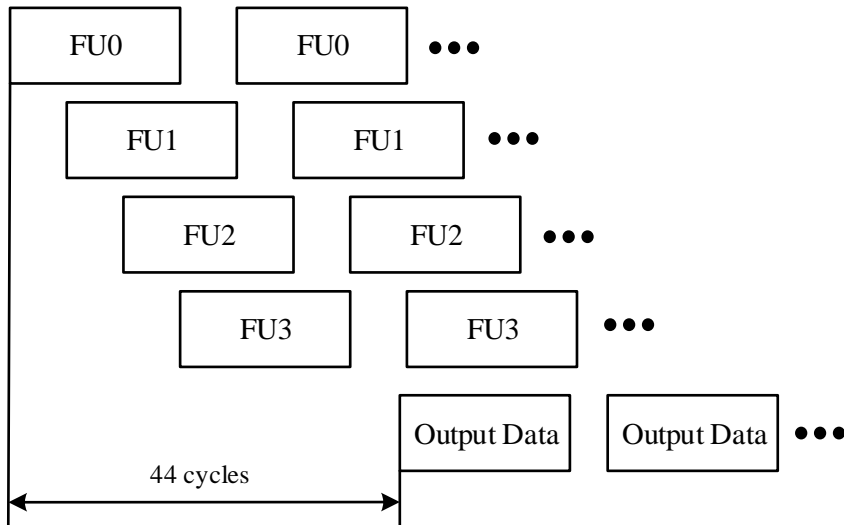 FU0 FU0
FU1 FU1
FU2 FU2
FU3 FU3
Output Data Output Data
44 cycles